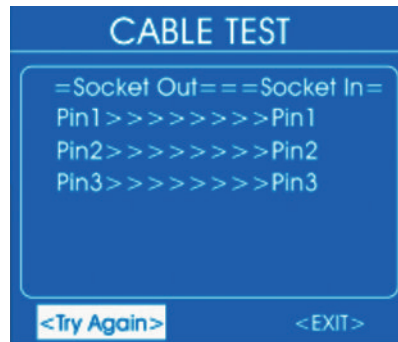 CABLE TEST
=Socket Out===Socket In=
Pin1>>>>>>>>Pin1
Pin2>>>>>>>>Pin2
Pin3>>>>>>>>Pin3
<Try Again> <EXIT>